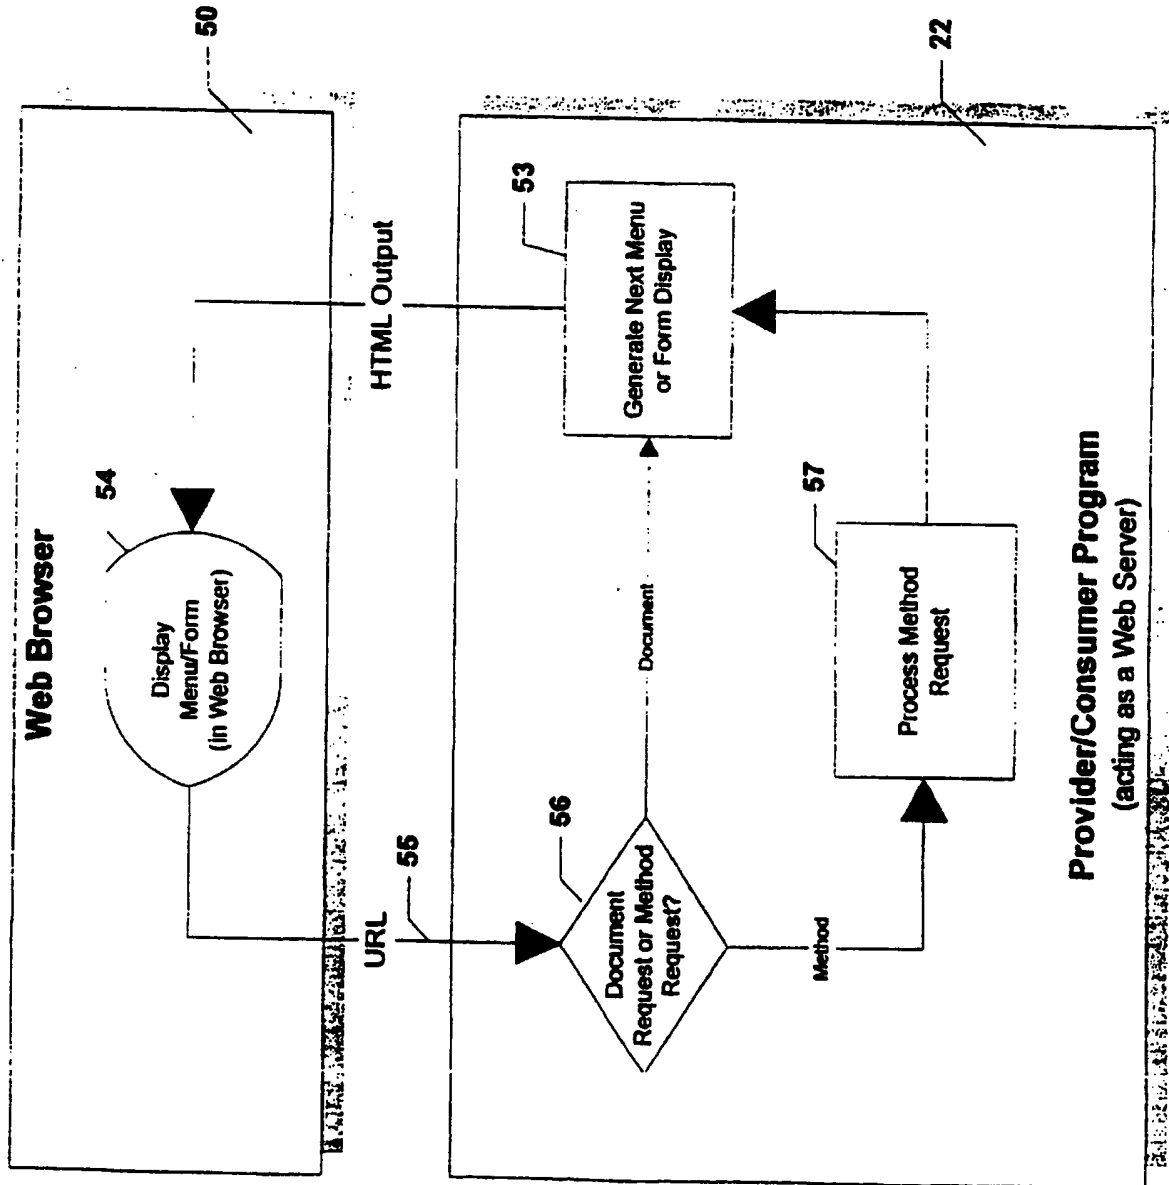 Web Browser
50
54
Display
Menu/Form
(in Web Browser)
URL
55
HTML Output
56
Document
Request or Method
Request?
Document
53
Generate Next Menu
or Form Display
Method
57
Process Method
Request
22
Provider/Consumer Program
(acting as a Web Server)